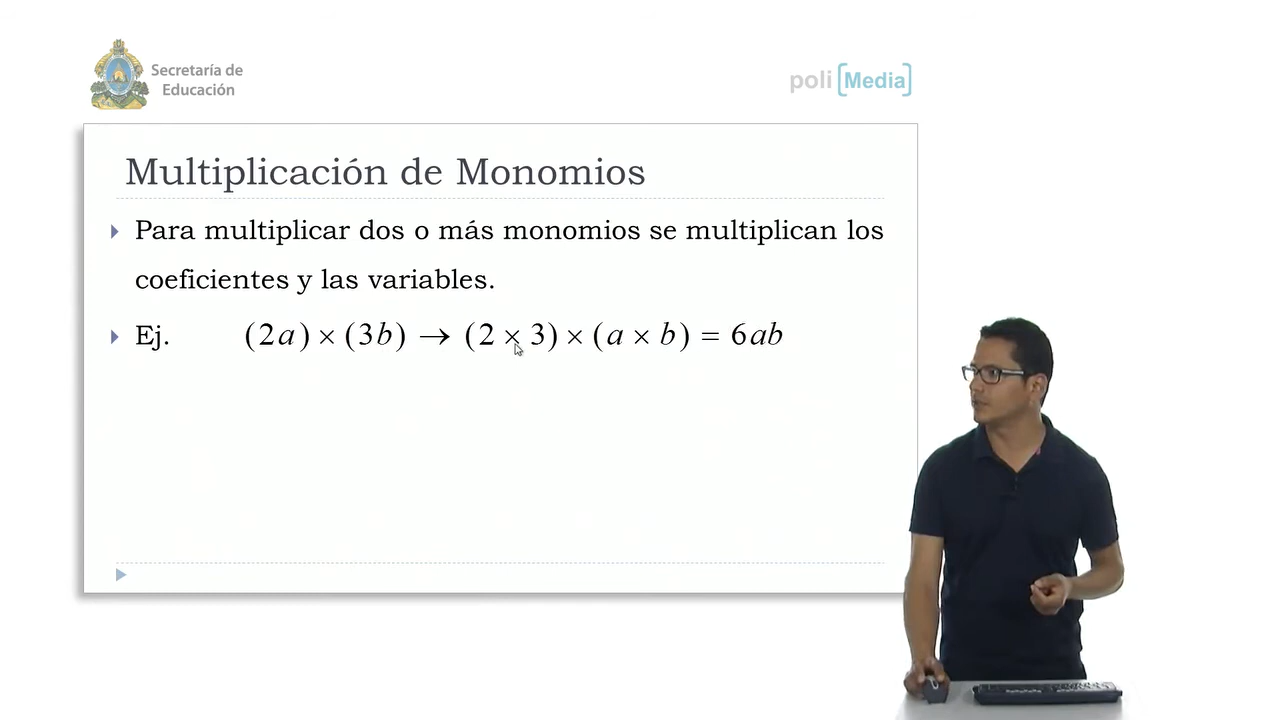 Secretaría de
Educación
poli[Media]
Multiplicación de Monomios
Para multiplicar dos o más monomios se multiplican los
coeficientes y las variables.
Ej. (2a) × (3b) → (2 × 3) × (a × b) = 6ab